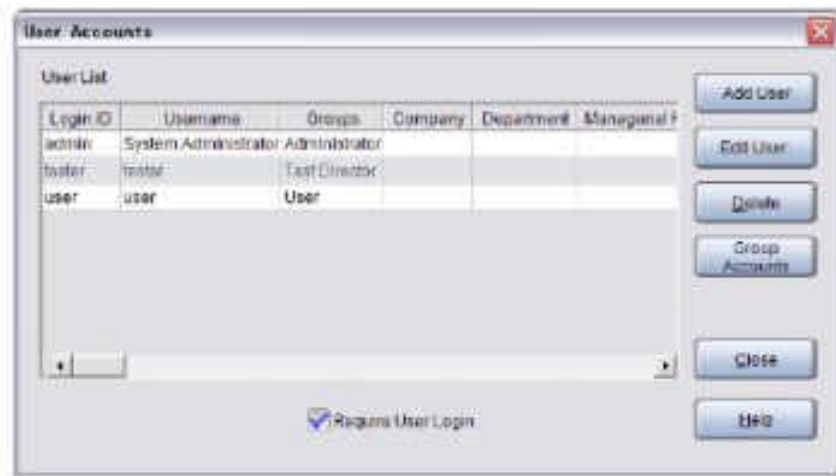 User Accounts
User List
Login ID Username Groups Company Department Managerial
admin System Administrator Administrator
tester tester Test Director
user user User
Add User
Edit User
Delete
Group
Accounts
Close
Help
Require User Login